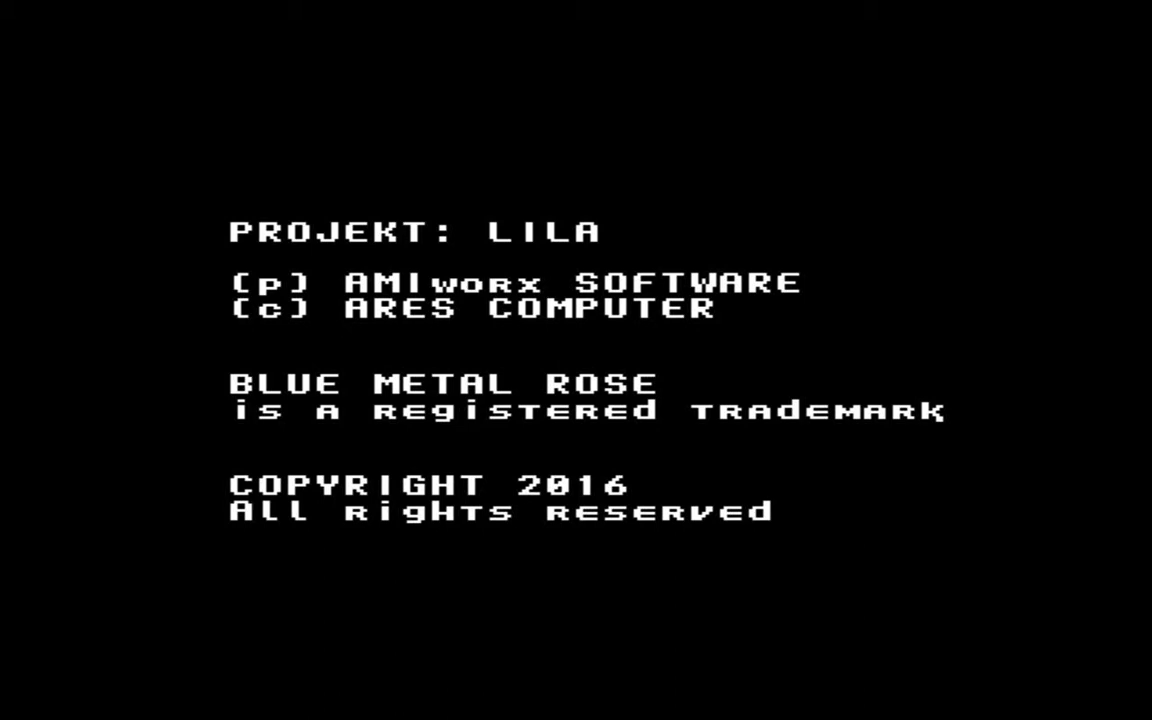 PROJEKT: LILA
(p) AMIworx SOFTWARE
(c) ARES COMPUTER
BLUE METAL ROSE
is a registered trademark
COPYRIGHT 2016
All rights reserved